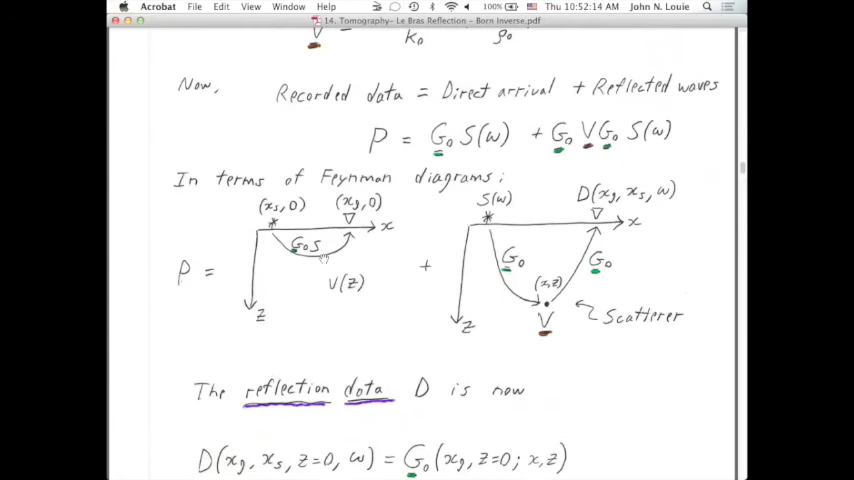 Acrobat File Edit View Window Help 100% Thu 10:52:14 AM John N. Louie
14. Tomography- Le Bras Reflection - Born Inverse.pdf
V K₀ ρ₀
Now, Recorded data = Direct arrival + Reflected waves
P = G₀ S(ω) + G₀ V G₀ S(ω)
In terms of Feynman diagrams;
(xs,0) (xg,0) S(ω) D(xg, xs, ω)
* ▽ x * ▽ x
P = G₀S V(z) + G₀ (x,z) G₀
z z V Scatterer
The reflection data D is now
D(xg, xs, z=0, ω) = G₀(xg, z=0; x,z)